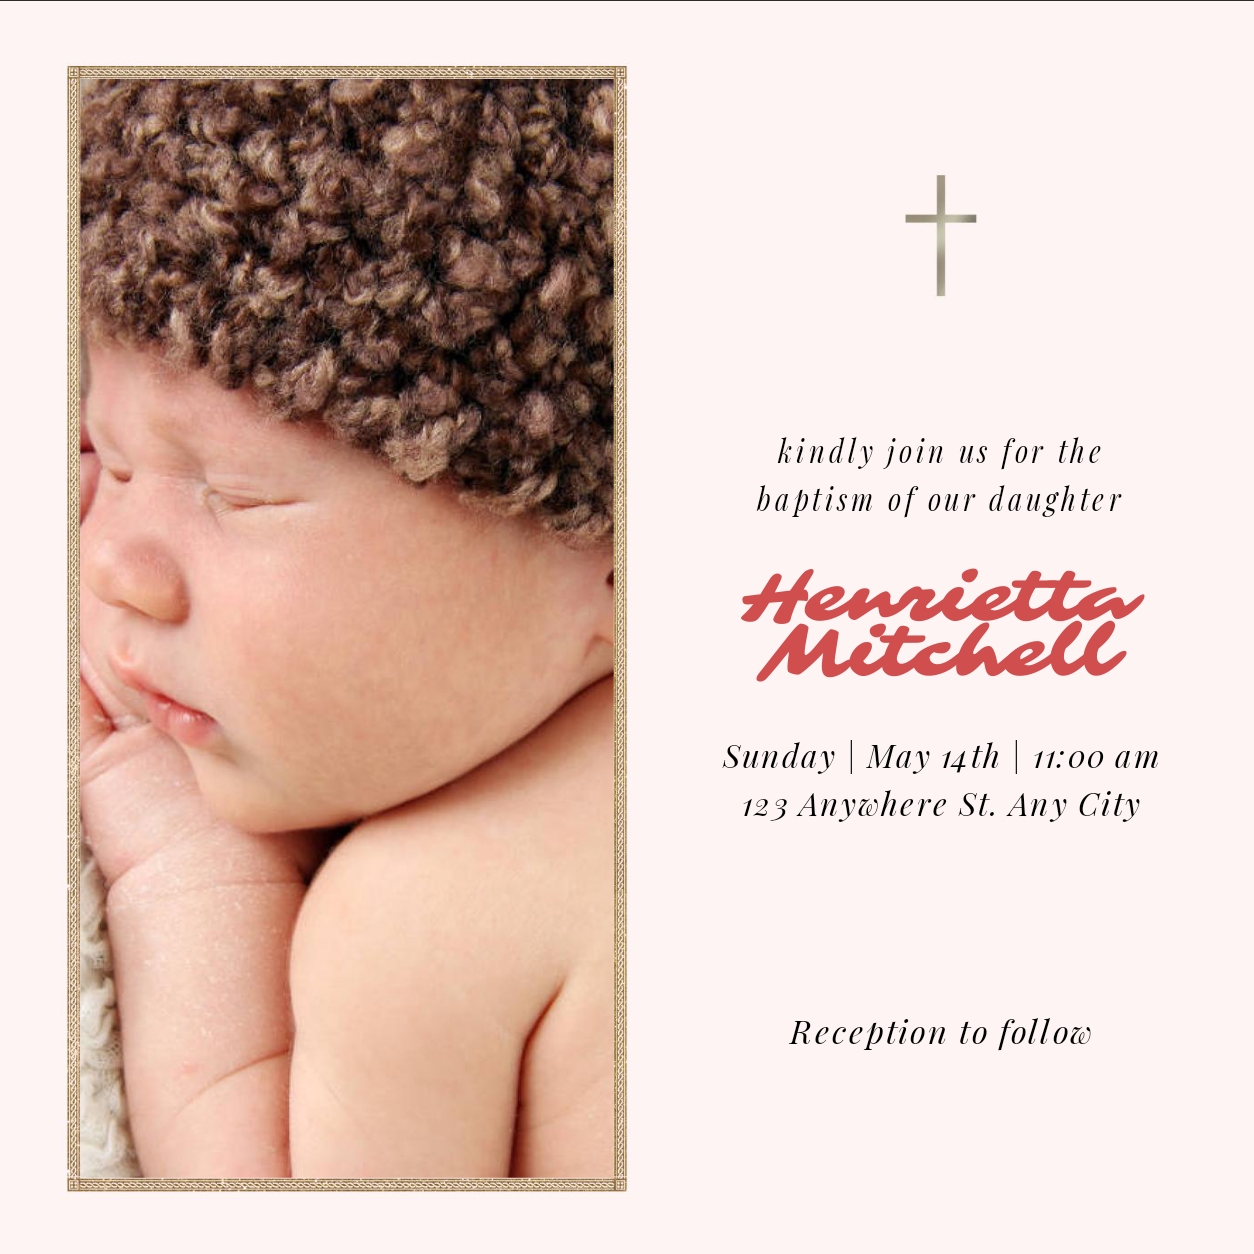 kindly join us for the
baptism of our daughter
Henrietta
Mitchell
Sunday | May 14th | 11:00 am
123 Anywhere St. Any City
Reception to follow